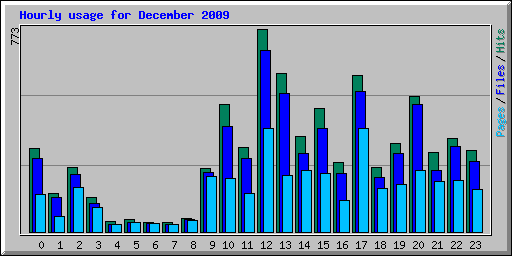 Hourly usage for December 2009
773
Pages / Files / Hits
0 1 2 3 4 5 6 7 8 9 10 11 12 13 14 15 16 17 18 19 20 21 22 23